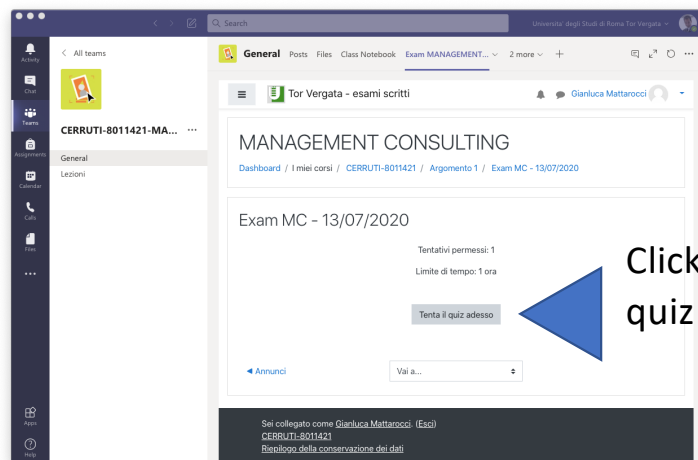 Search
Universita' degli Studi di Roma Tor Vergata
Activity
Chat
Teams
Assignments
Calendar
Calls
Files
Apps
Help
All teams
CERRUTI-8011421-MA...
General
Lezioni
General Posts Files Class Notebook Exam MANAGEMENT... 2 more
Tor Vergata - esami scritti
Gianluca Mattarocci
MANAGEMENT CONSULTING
Dashboard / I miei corsi / CERRUTI-8011421 / Argomento 1 / Exam MC - 13/07/2020
Exam MC - 13/07/2020
Tentativi permessi: 1
Limite di tempo: 1 ora
Tenta il quiz adesso
Click
quiz
◄ Annunci
Vai a...
Sei collegato come Gianluca Mattarocci. (Esci)
CERRUTI-8011421
Riepilogo della conservazione dei dati